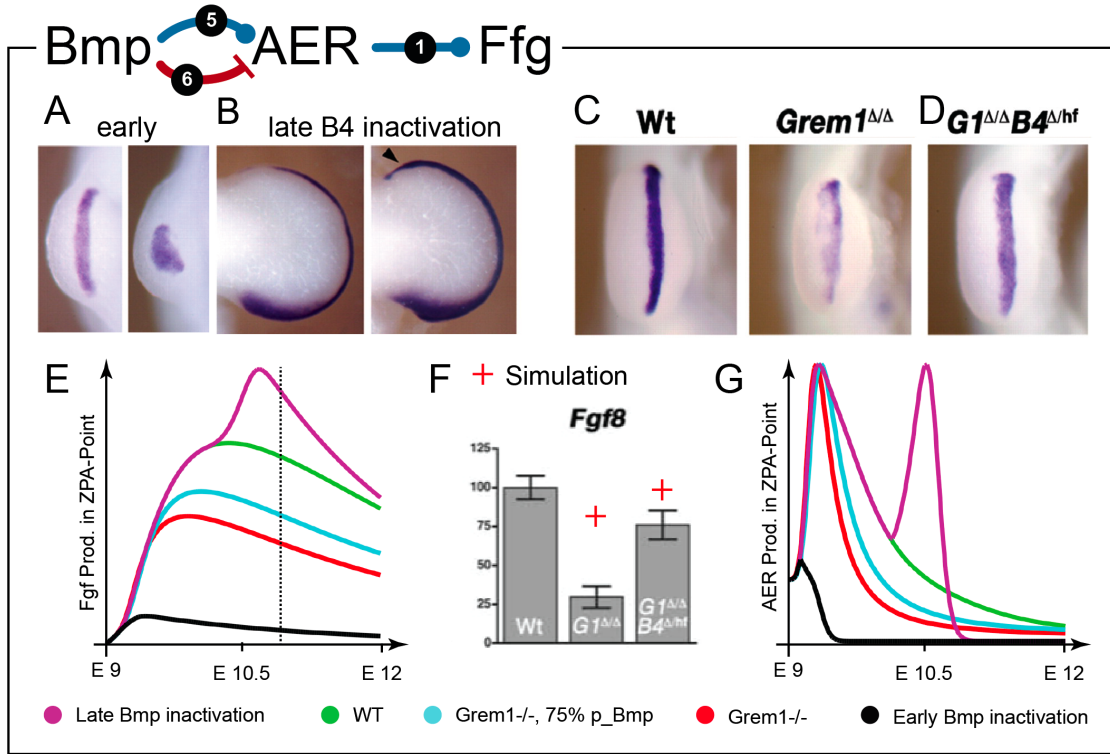 Bmp 5 6 AER 1 Ffg
A early B late B4 inactivation
C Wt Grem1Δ/Δ D G1Δ/ΔB4Δ/hf
E
Fgf Prod. in ZPA-Point
E 9 E 10.5 E 12
F + Simulation
Fgf8
125
100
75
50
25
0
Wt G1Δ/Δ G1Δ/Δ
B4Δ/hf
G
AER Prod. in ZPA-Point
E 9 E 10.5 E 12
Late Bmp inactivation WT Grem1-/-, 75% p_Bmp Grem1-/- Early Bmp inactivation